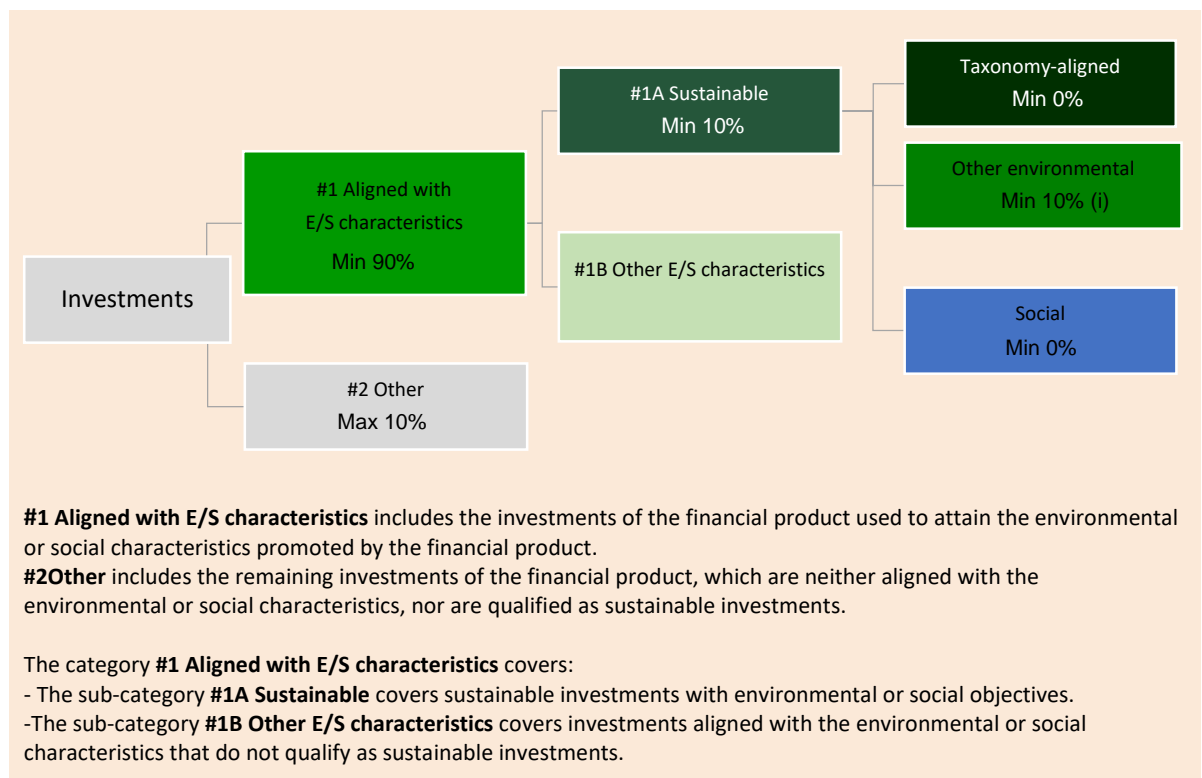 Taxonomy-aligned
Min 0%
#1A Sustainable
Min 10%
Other environmental
Min 10% (i)
#1 Aligned with
E/S characteristics
Min 90%
#1B Other E/S characteristics
Investments
Social
Min 0%
#2 Other
Max 10%
#1 Aligned with E/S characteristics includes the investments of the financial product used to attain the environmental
or social characteristics promoted by the financial product.
#2Other includes the remaining investments of the financial product, which are neither aligned with the
environmental or social characteristics, nor are qualified as sustainable investments.
The category #1 Aligned with E/S characteristics covers:
- The sub-category #1A Sustainable covers sustainable investments with environmental or social objectives.
-The sub-category #1B Other E/S characteristics covers investments aligned with the environmental or social
characteristics that do not qualify as sustainable investments.